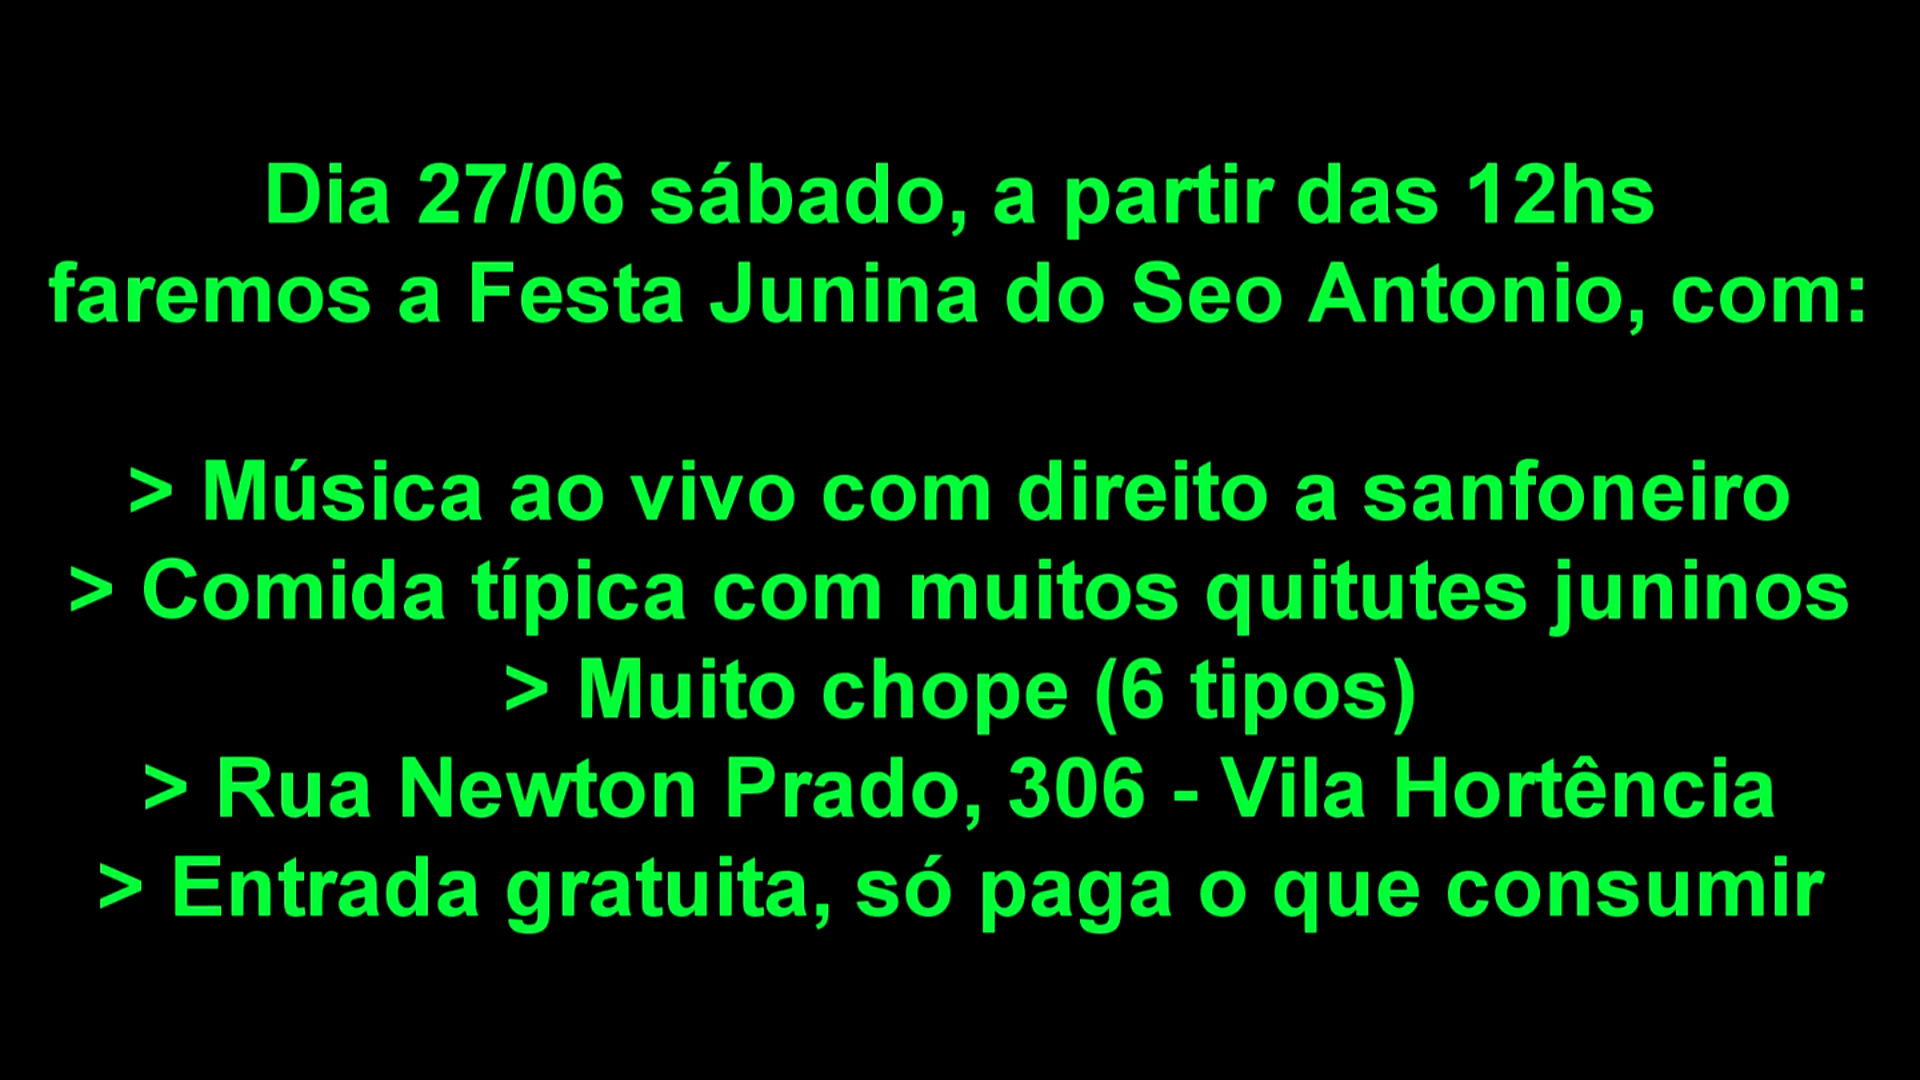 Dia 27/06 sábado, a partir das 12hs
faremos a Festa Junina do Seo Antonio, com:
> Música ao vivo com direito a sanfoneiro
> Comida típica com muitos quitutes juninos
> Muito chope (6 tipos)
> Rua Newton Prado, 306 - Vila Hortência
> Entrada gratuita, só paga o que consumir